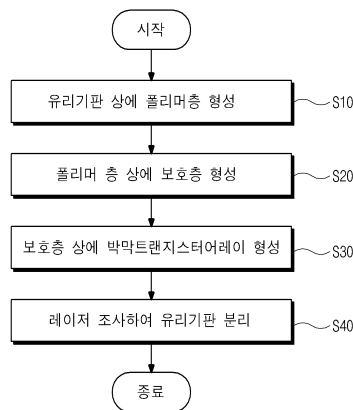 시작
유리기판 상에 폴리머층 형성
S10
폴리머 층 상에 보호층 형성
S20
보호층 상에 박막트랜지스터어레이 형성
S30
레이저 조사하여 유리기판 분리
S40
종료